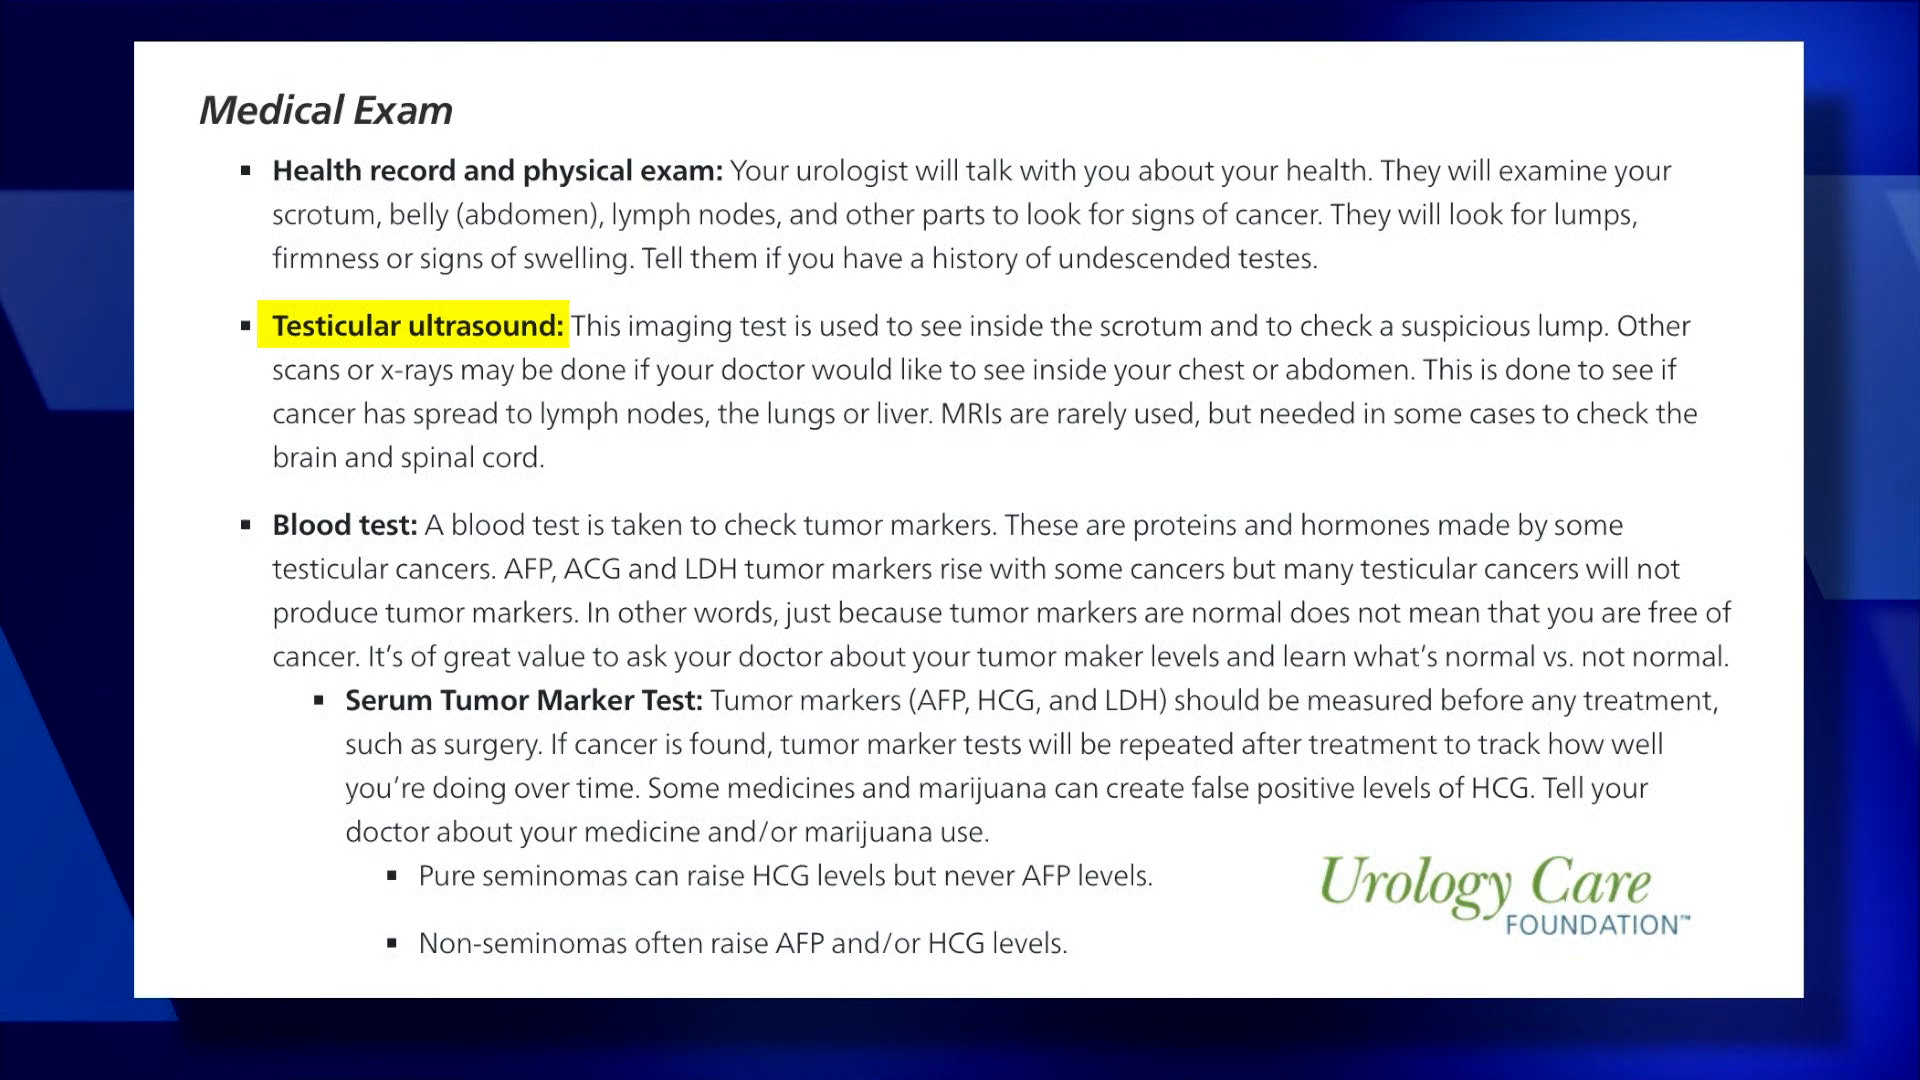 Medical Exam
▪ Health record and physical exam: Your urologist will talk with you about your health. They will examine your
scrotum, belly (abdomen), lymph nodes, and other parts to look for signs of cancer. They will look for lumps,
firmness or signs of swelling. Tell them if you have a history of undescended testes.
▪ Testicular ultrasound: This imaging test is used to see inside the scrotum and to check a suspicious lump. Other
scans or x-rays may be done if your doctor would like to see inside your chest or abdomen. This is done to see if
cancer has spread to lymph nodes, the lungs or liver. MRIs are rarely used, but needed in some cases to check the
brain and spinal cord.
▪ Blood test: A blood test is taken to check tumor markers. These are proteins and hormones made by some
testicular cancers. AFP, ACG and LDH tumor markers rise with some cancers but many testicular cancers will not
produce tumor markers. In other words, just because tumor markers are normal does not mean that you are free of
cancer. It’s of great value to ask your doctor about your tumor maker levels and learn what’s normal vs. not normal.
▪ Serum Tumor Marker Test: Tumor markers (AFP, HCG, and LDH) should be measured before any treatment,
such as surgery. If cancer is found, tumor marker tests will be repeated after treatment to track how well
you’re doing over time. Some medicines and marijuana can create false positive levels of HCG. Tell your
doctor about your medicine and/or marijuana use.
▪ Pure seminomas can raise HCG levels but never AFP levels.
▪ Non-seminomas often raise AFP and/or HCG levels.
Urology Care
FOUNDATION™